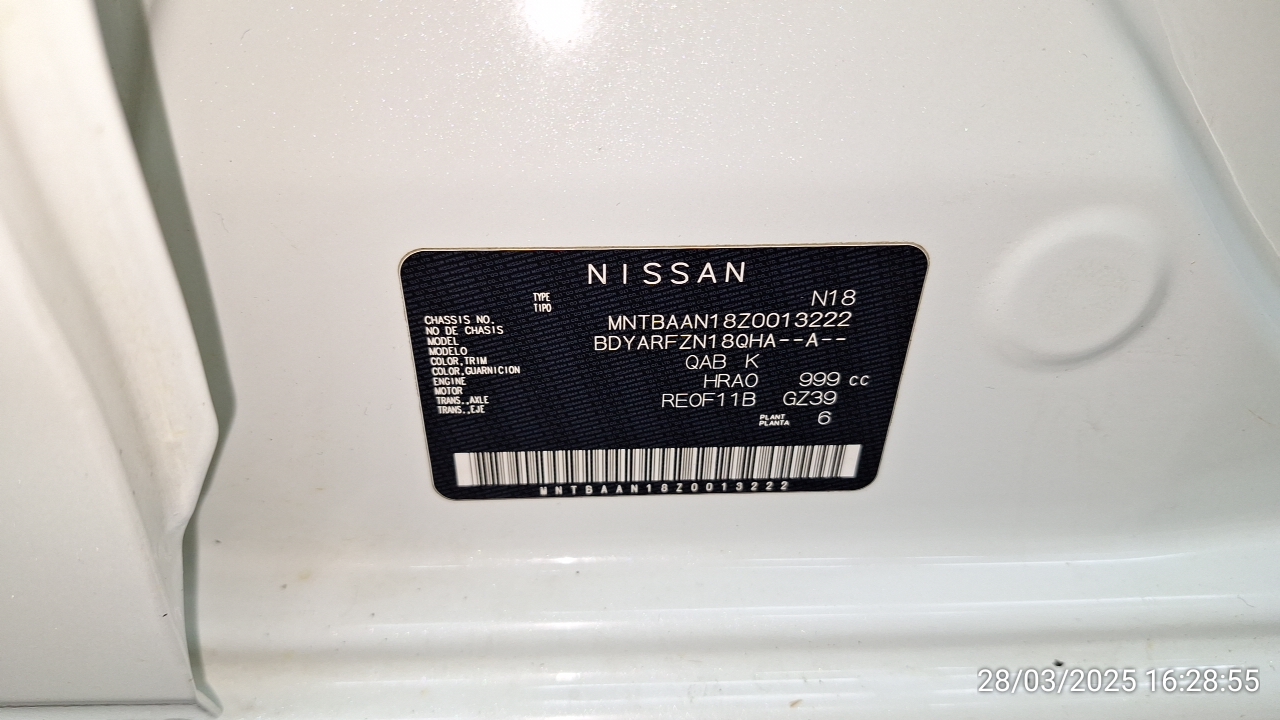 NISSAN
TYPE
TIPO
N18
CHASSIS NO.
NO DE CHASIS
MNTBAAN18Z0013222
MODEL
MODELO
BDYARFZN18QHA--A--
COLOR,TRIM
COLOR,GUARNICION
QAB K
ENGINE
MOTOR
HRA0 999 cc
TRANS.,AXLE
TRANS.,EJE
RE0F11B GZ39
PLANT
PLANTA
6
MNTBAAN18Z0013222
28/03/2025 16:28:55